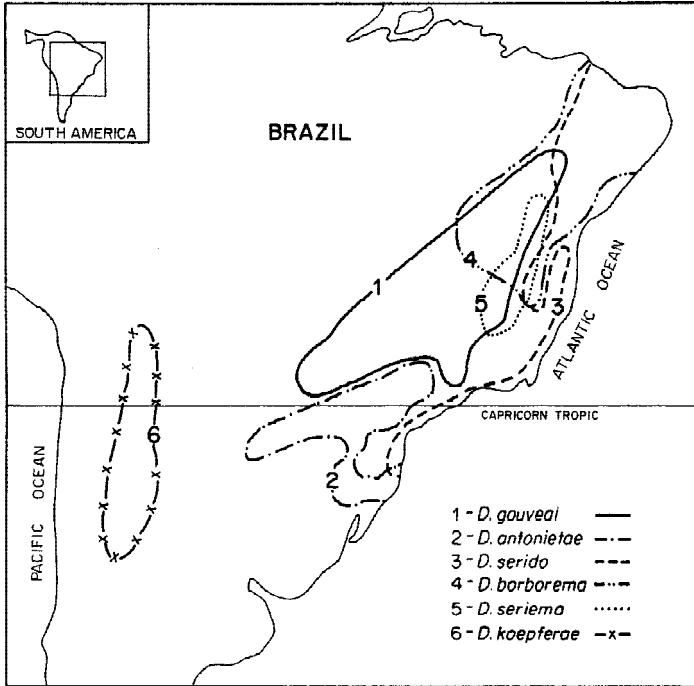 SOUTH AMERICA
BRAZIL
1
4
5
3
ATLANTIC OCEAN
CAPRICORN TROPIC
6
2
PACIFIC OCEAN
1 - D. gouveai
2 - D. antonietae
3 - D. serido
4 - D. borborema
5 - D. seriema
6 - D. koepferae